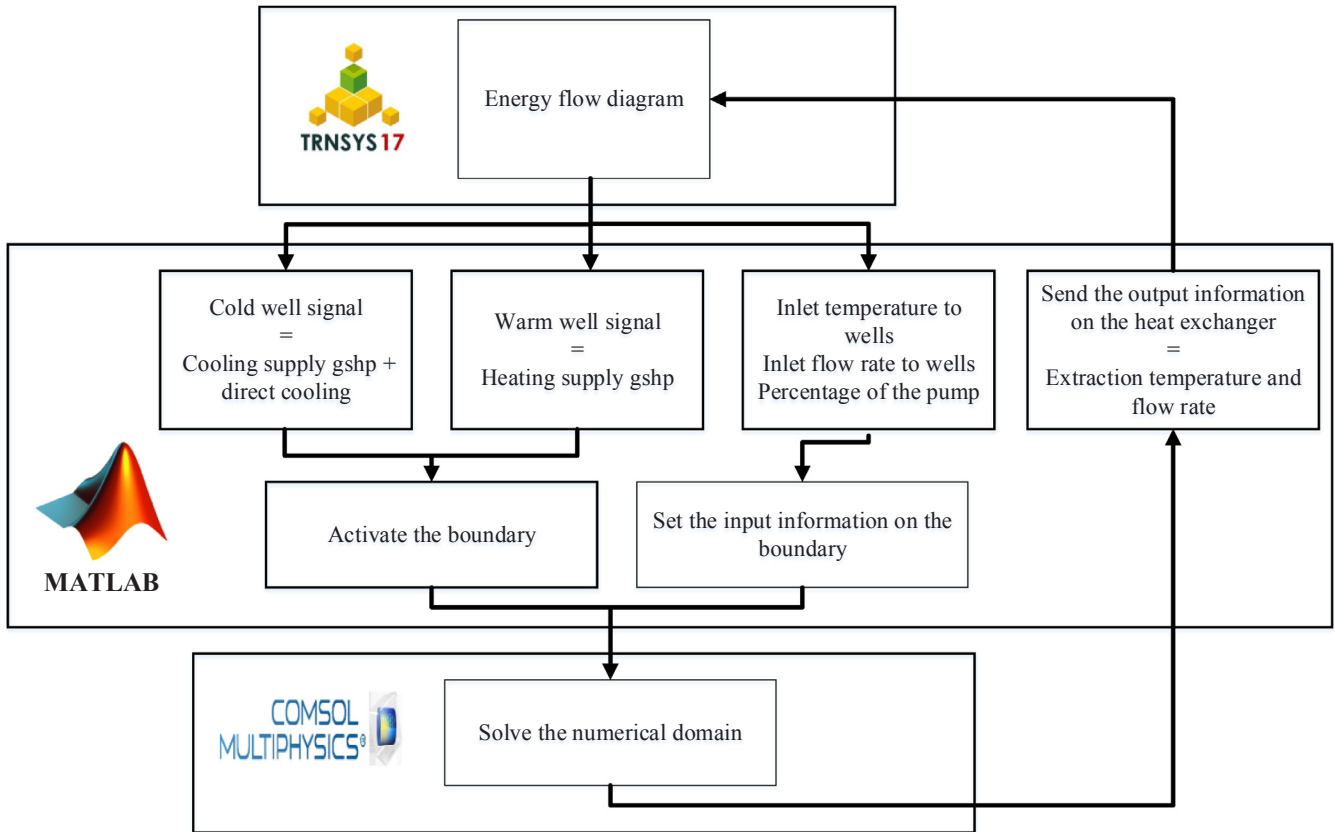 TRNSYS 17
Energy flow diagram
Cold well signal
=
Cooling supply gshp +
direct cooling
Warm well signal
=
Heating supply gshp
Inlet temperature to
wells
Inlet flow rate to wells
Percentage of the pump
Send the output information
on the heat exchanger
=
Extraction temperature and
flow rate
MATLAB
Activate the boundary
Set the input information on the
boundary
COMSOL
MULTIPHYSICS®
Solve the numerical domain